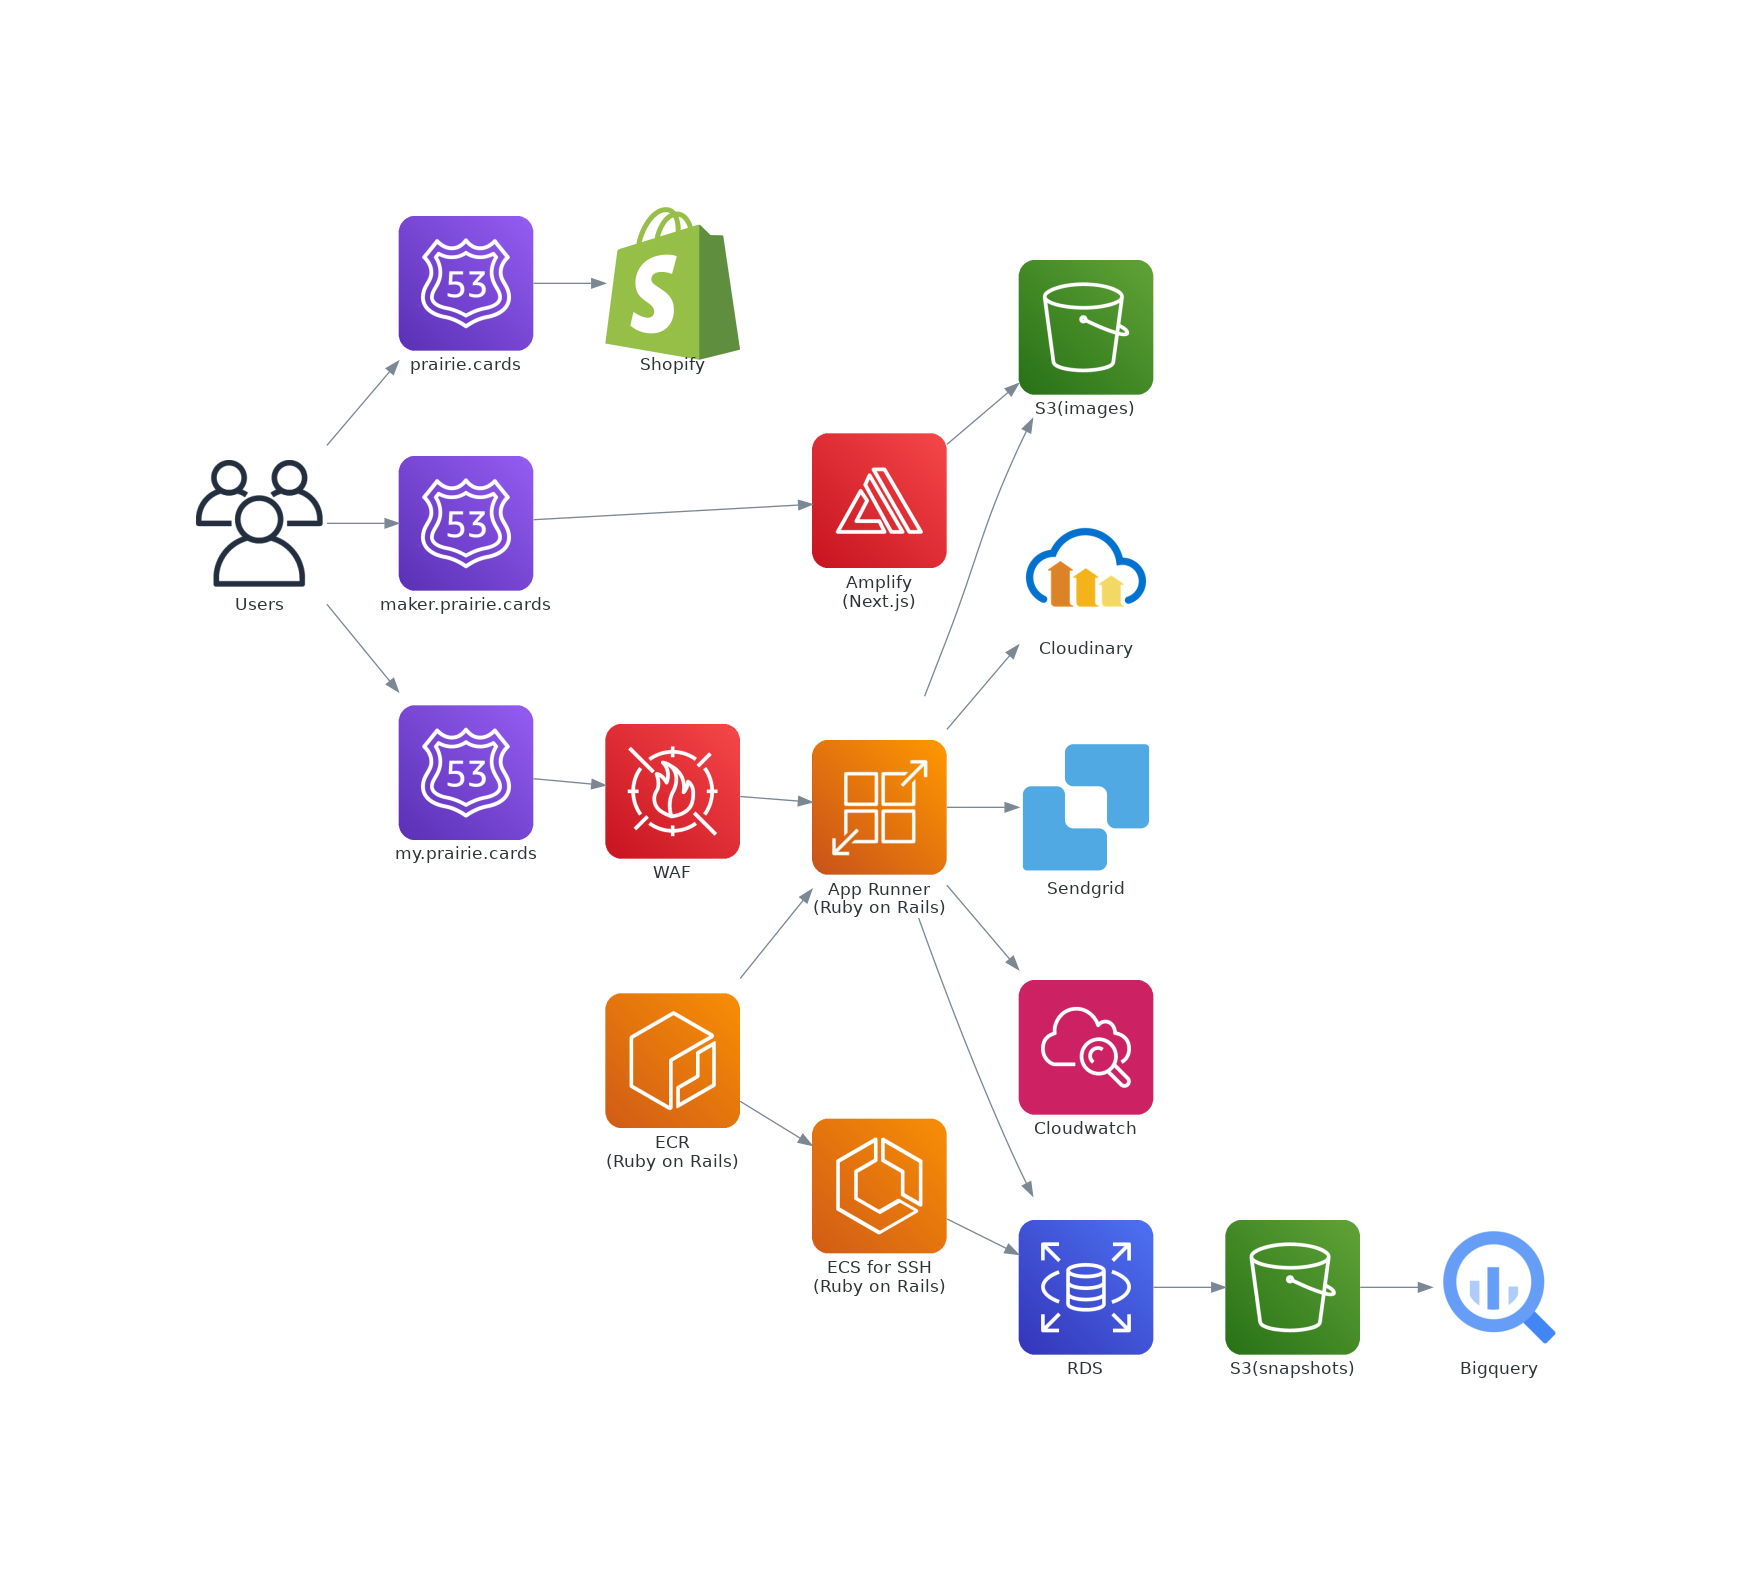 53
prairie.cards
S
Shopify
S3(images)
53
maker.prairie.cards
Users
Amplify
(Next.js)
Cloudinary
53
my.prairie.cards
WAF
App Runner
(Ruby on Rails)
Sendgrid
ECR
(Ruby on Rails)
Cloudwatch
ECS for SSH
(Ruby on Rails)
RDS
S3(snapshots)
Bigquery